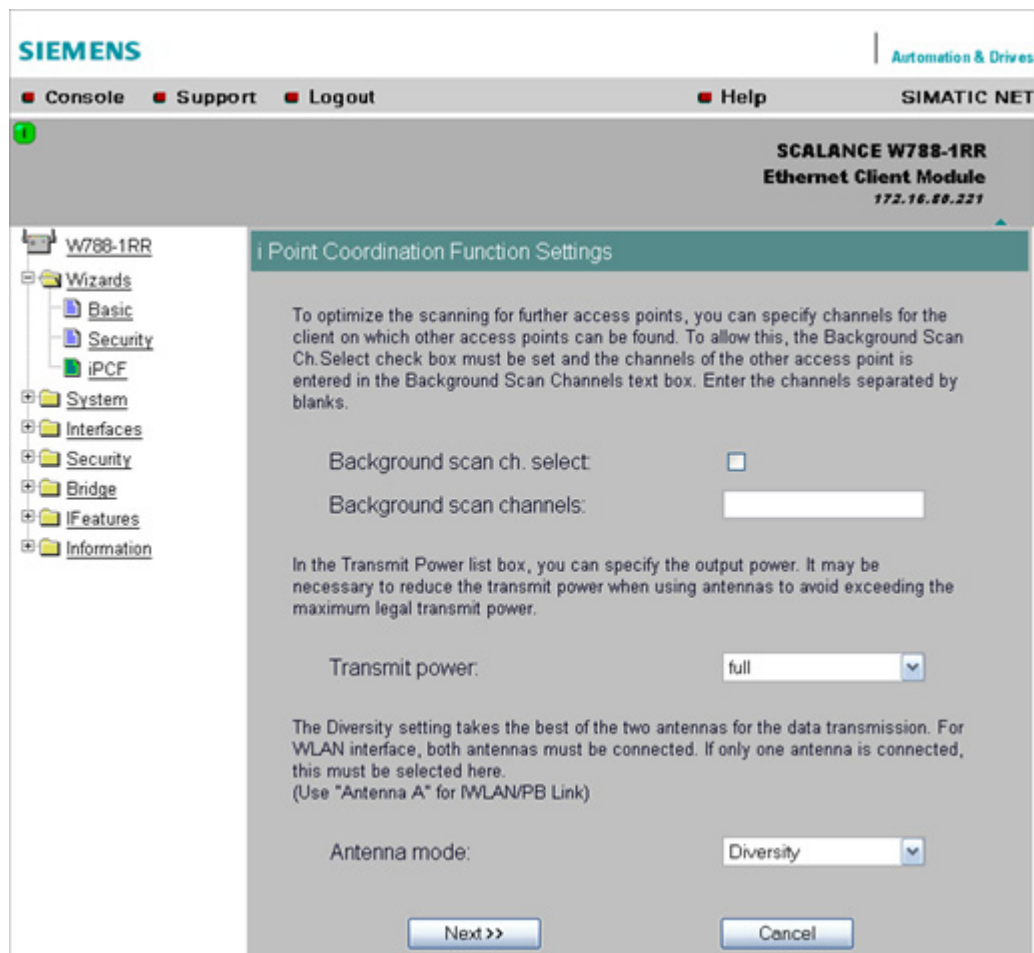 SIEMENS
Automation & Drives
Console Support Logout Help SIMATIC NET
SCALANCE W788-1RR
Ethernet Client Module
172.16.60.221
W788-1RR
Wizards
Basic
Security
iPCF
System
Interfaces
Security
Bridge
IFeatures
Information
i Point Coordination Function Settings
To optimize the scanning for further access points, you can specify channels for the
client on which other access points can be found. To allow this, the Background Scan
Ch.Select check box must be set and the channels of the other access point is
entered in the Background Scan Channels text box. Enter the channels separated by
blanks.
Background scan ch. select:
Background scan channels:
In the Transmit Power list box, you can specify the output power. It may be
necessary to reduce the transmit power when using antennas to avoid exceeding the
maximum legal transmit power.
Transmit power: full
The Diversity setting takes the best of the two antennas for the data transmission. For
WLAN interface, both antennas must be connected. If only one antenna is connected,
this must be selected here.
(Use "Antenna A" for IWLAN/PB Link)
Antenna mode: Diversity
Next >> Cancel